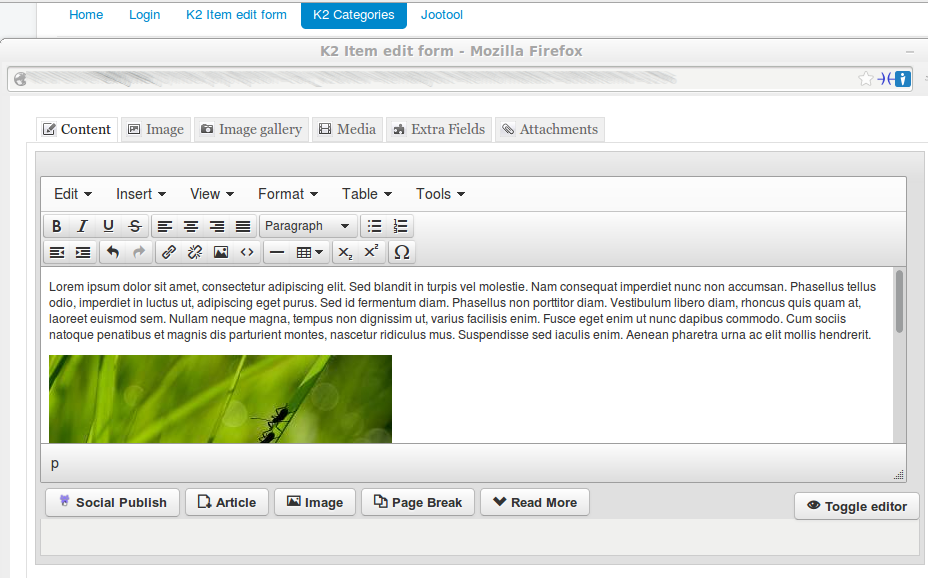 Home Login K2 Item edit form K2 Categories Jootool
K2 Item edit form - Mozilla Firefox
Content Image Image gallery Media Extra Fields Attachments
Edit Insert View Format Table Tools
B I U S Paragraph
X₂ X² Ω
Lorem ipsum dolor sit amet, consectetur adipiscing elit. Sed blandit in turpis vel molestie. Nam consequat imperdiet nunc non accumsan. Phasellus tellus
odio, imperdiet in luctus ut, adipiscing eget purus. Sed id fermentum diam. Phasellus non porttitor diam. Vestibulum libero diam, rhoncus quis quam at,
laoreet euismod sem. Nullam neque magna, tempus non dignissim ut, varius facilisis enim. Fusce eget enim ut nunc dapibus commodo. Cum sociis
natoque penatibus et magnis dis parturient montes, nascetur ridiculus mus. Suspendisse sed iaculis enim. Aenean pharetra urna ac elit mollis hendrerit.
p
Social Publish Article Image Page Break Read More Toggle editor